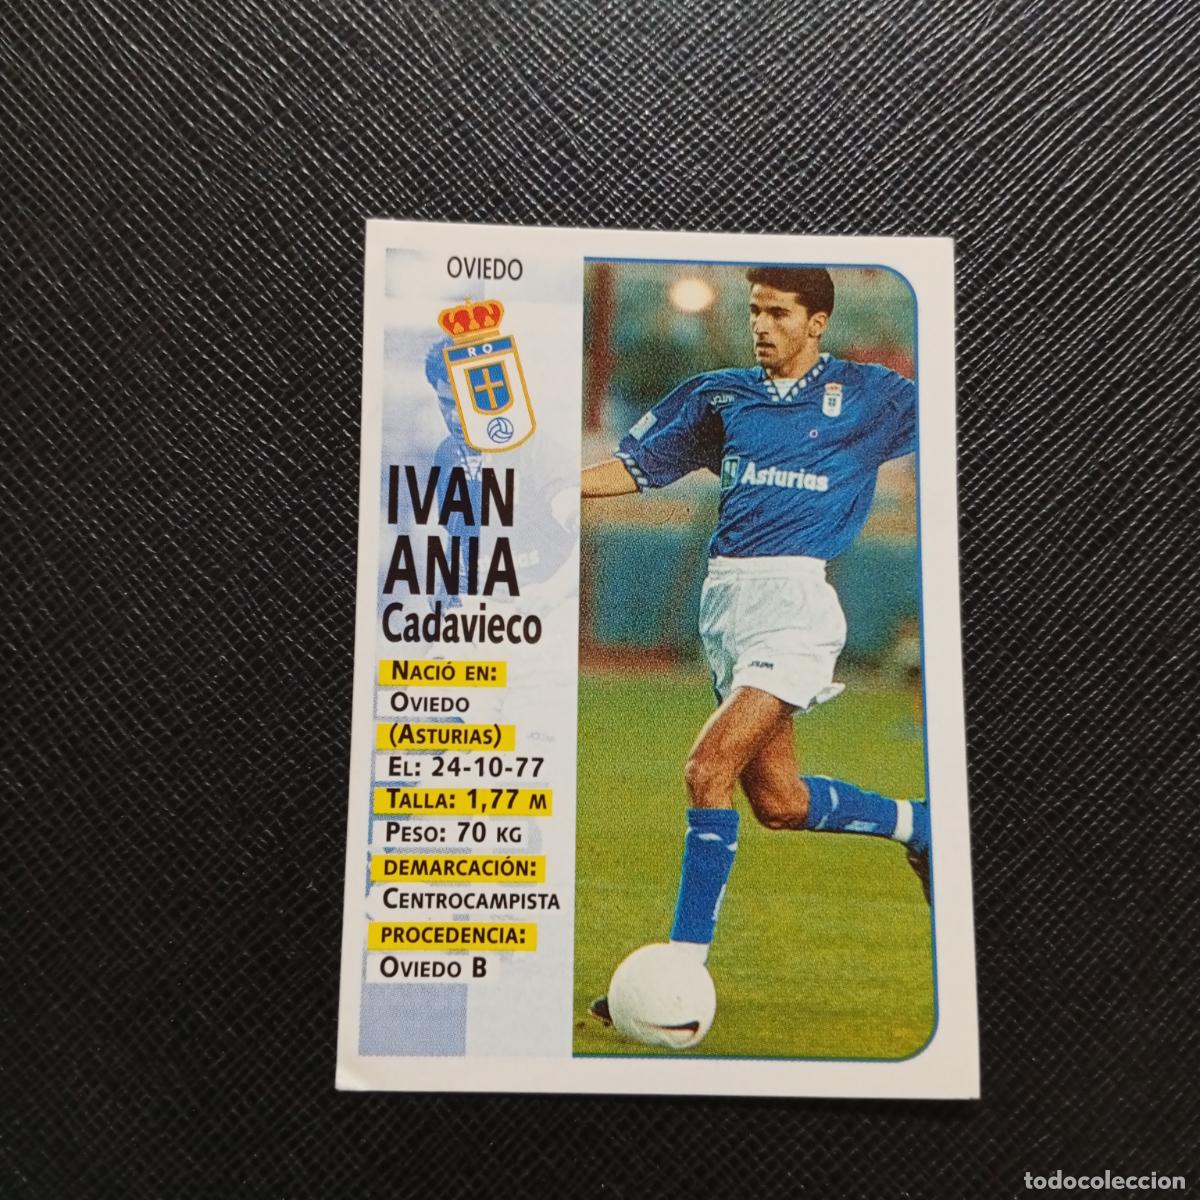 OVIEDO
RO
IVAN
ANIA
Cadavieco
NACIÓ EN:
OVIEDO
(ASTURIAS)
EL: 24-10-77
TALLA: 1,77 M
PESO: 70 KG
DEMARCACIÓN:
CENTROCAMPISTA
PROCEDENCIA:
OVIEDO B
Asturias
todocoleccion